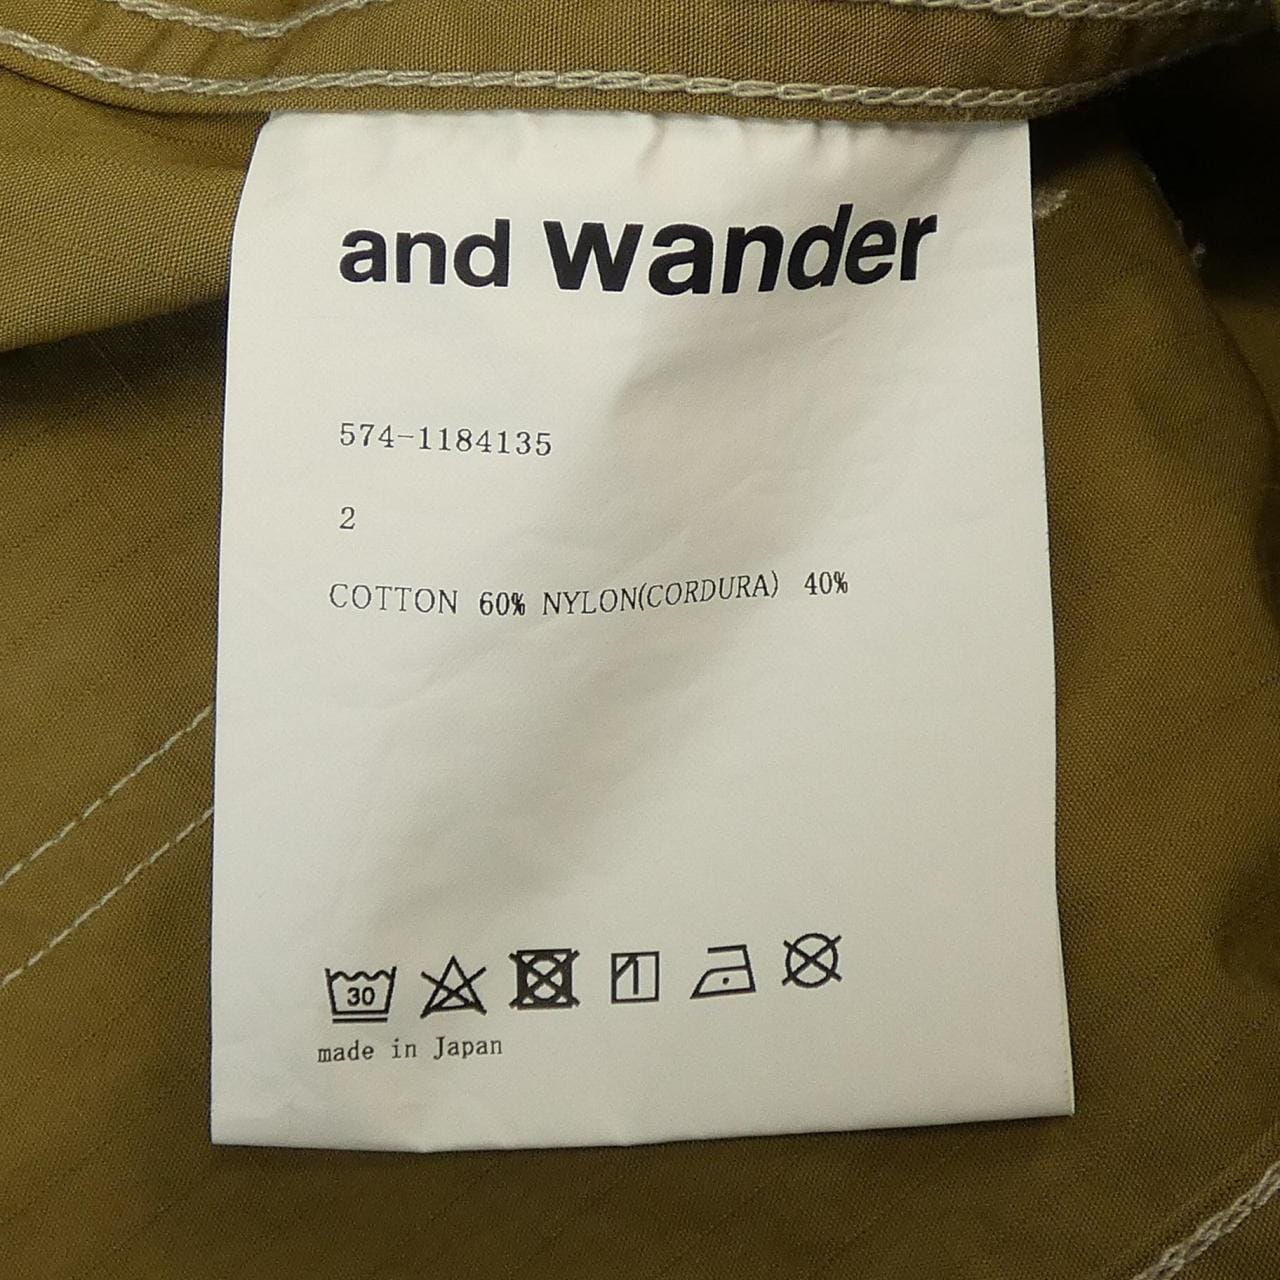 and wander
574-1184135
2
COTTON 60% NYLON(CORDURA) 40%
30
made in Japan